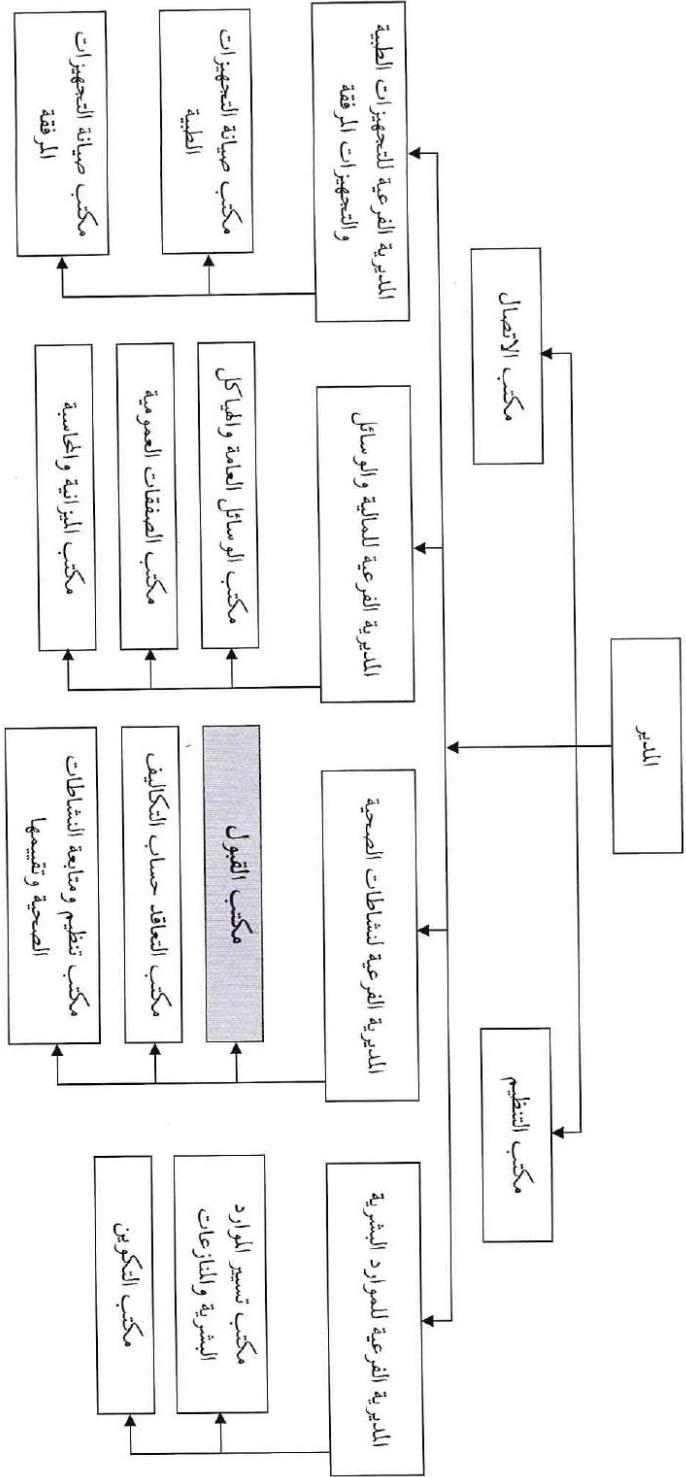 المدير
مكتب التنظيم
مكتب الاتصال
المديرية الفرعية للموارد البشرية
المديرية الفرعية لنشاطات الصحية
المديرية الفرعية للمالية والوسائل
المديرية الفرعية للتجهيزات الطبية
والتجهيزات المرفقة
مكتب تسيير الموارد
البشرية والمنازعات
مكتب التكوين
مكتب القبول
مكتب التعاقد حساب التكاليف
مكتب تنظيم ومتابعة النشاطات
الصحية وتقييمها
مكتب الوسائل العامة والهياكل
مكتب الصفقات العمومية
مكتب الميزانية والمحاسبة
مكتب صيانة التجهيزات
الطبية
مكتب صيانة التجهيزات
المرفقة